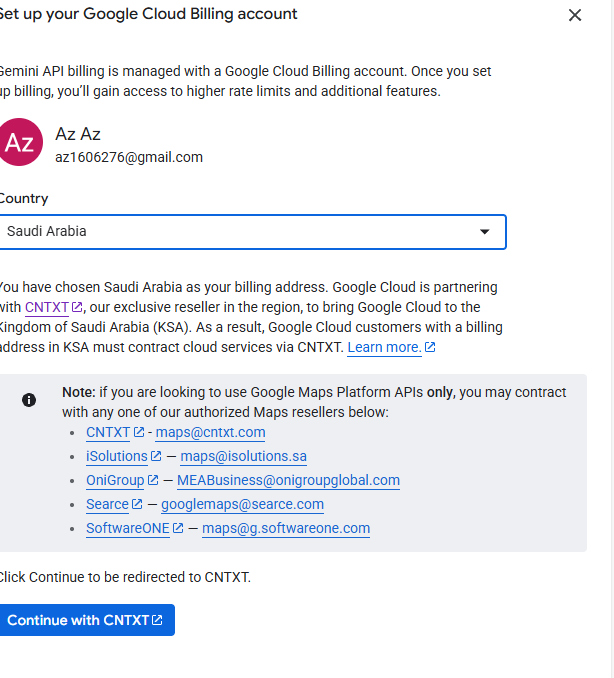 Set up your Google Cloud Billing account
Gemini API billing is managed with a Google Cloud Billing account. Once you set
up billing, you'll gain access to higher rate limits and additional features.
Az
Az Az
az1606276@gmail.com
Country
Saudi Arabia
You have chosen Saudi Arabia as your billing address. Google Cloud is partnering
with CNTXT, our exclusive reseller in the region, to bring Google Cloud to the
Kingdom of Saudi Arabia (KSA). As a result, Google Cloud customers with a billing
address in KSA must contract cloud services via CNTXT. Learn more.
Note: if you are looking to use Google Maps Platform APIs only, you may contract
with any one of our authorized Maps resellers below:
• CNTXT - maps@cntxt.com
• iSolutions — maps@isolutions.sa
• OniGroup — MEABusiness@onigroupglobal.com
• Searce — googlemaps@searce.com
• SoftwareONE — maps@g.softwareone.com
Click Continue to be redirected to CNTXT.
Continue with CNTXT